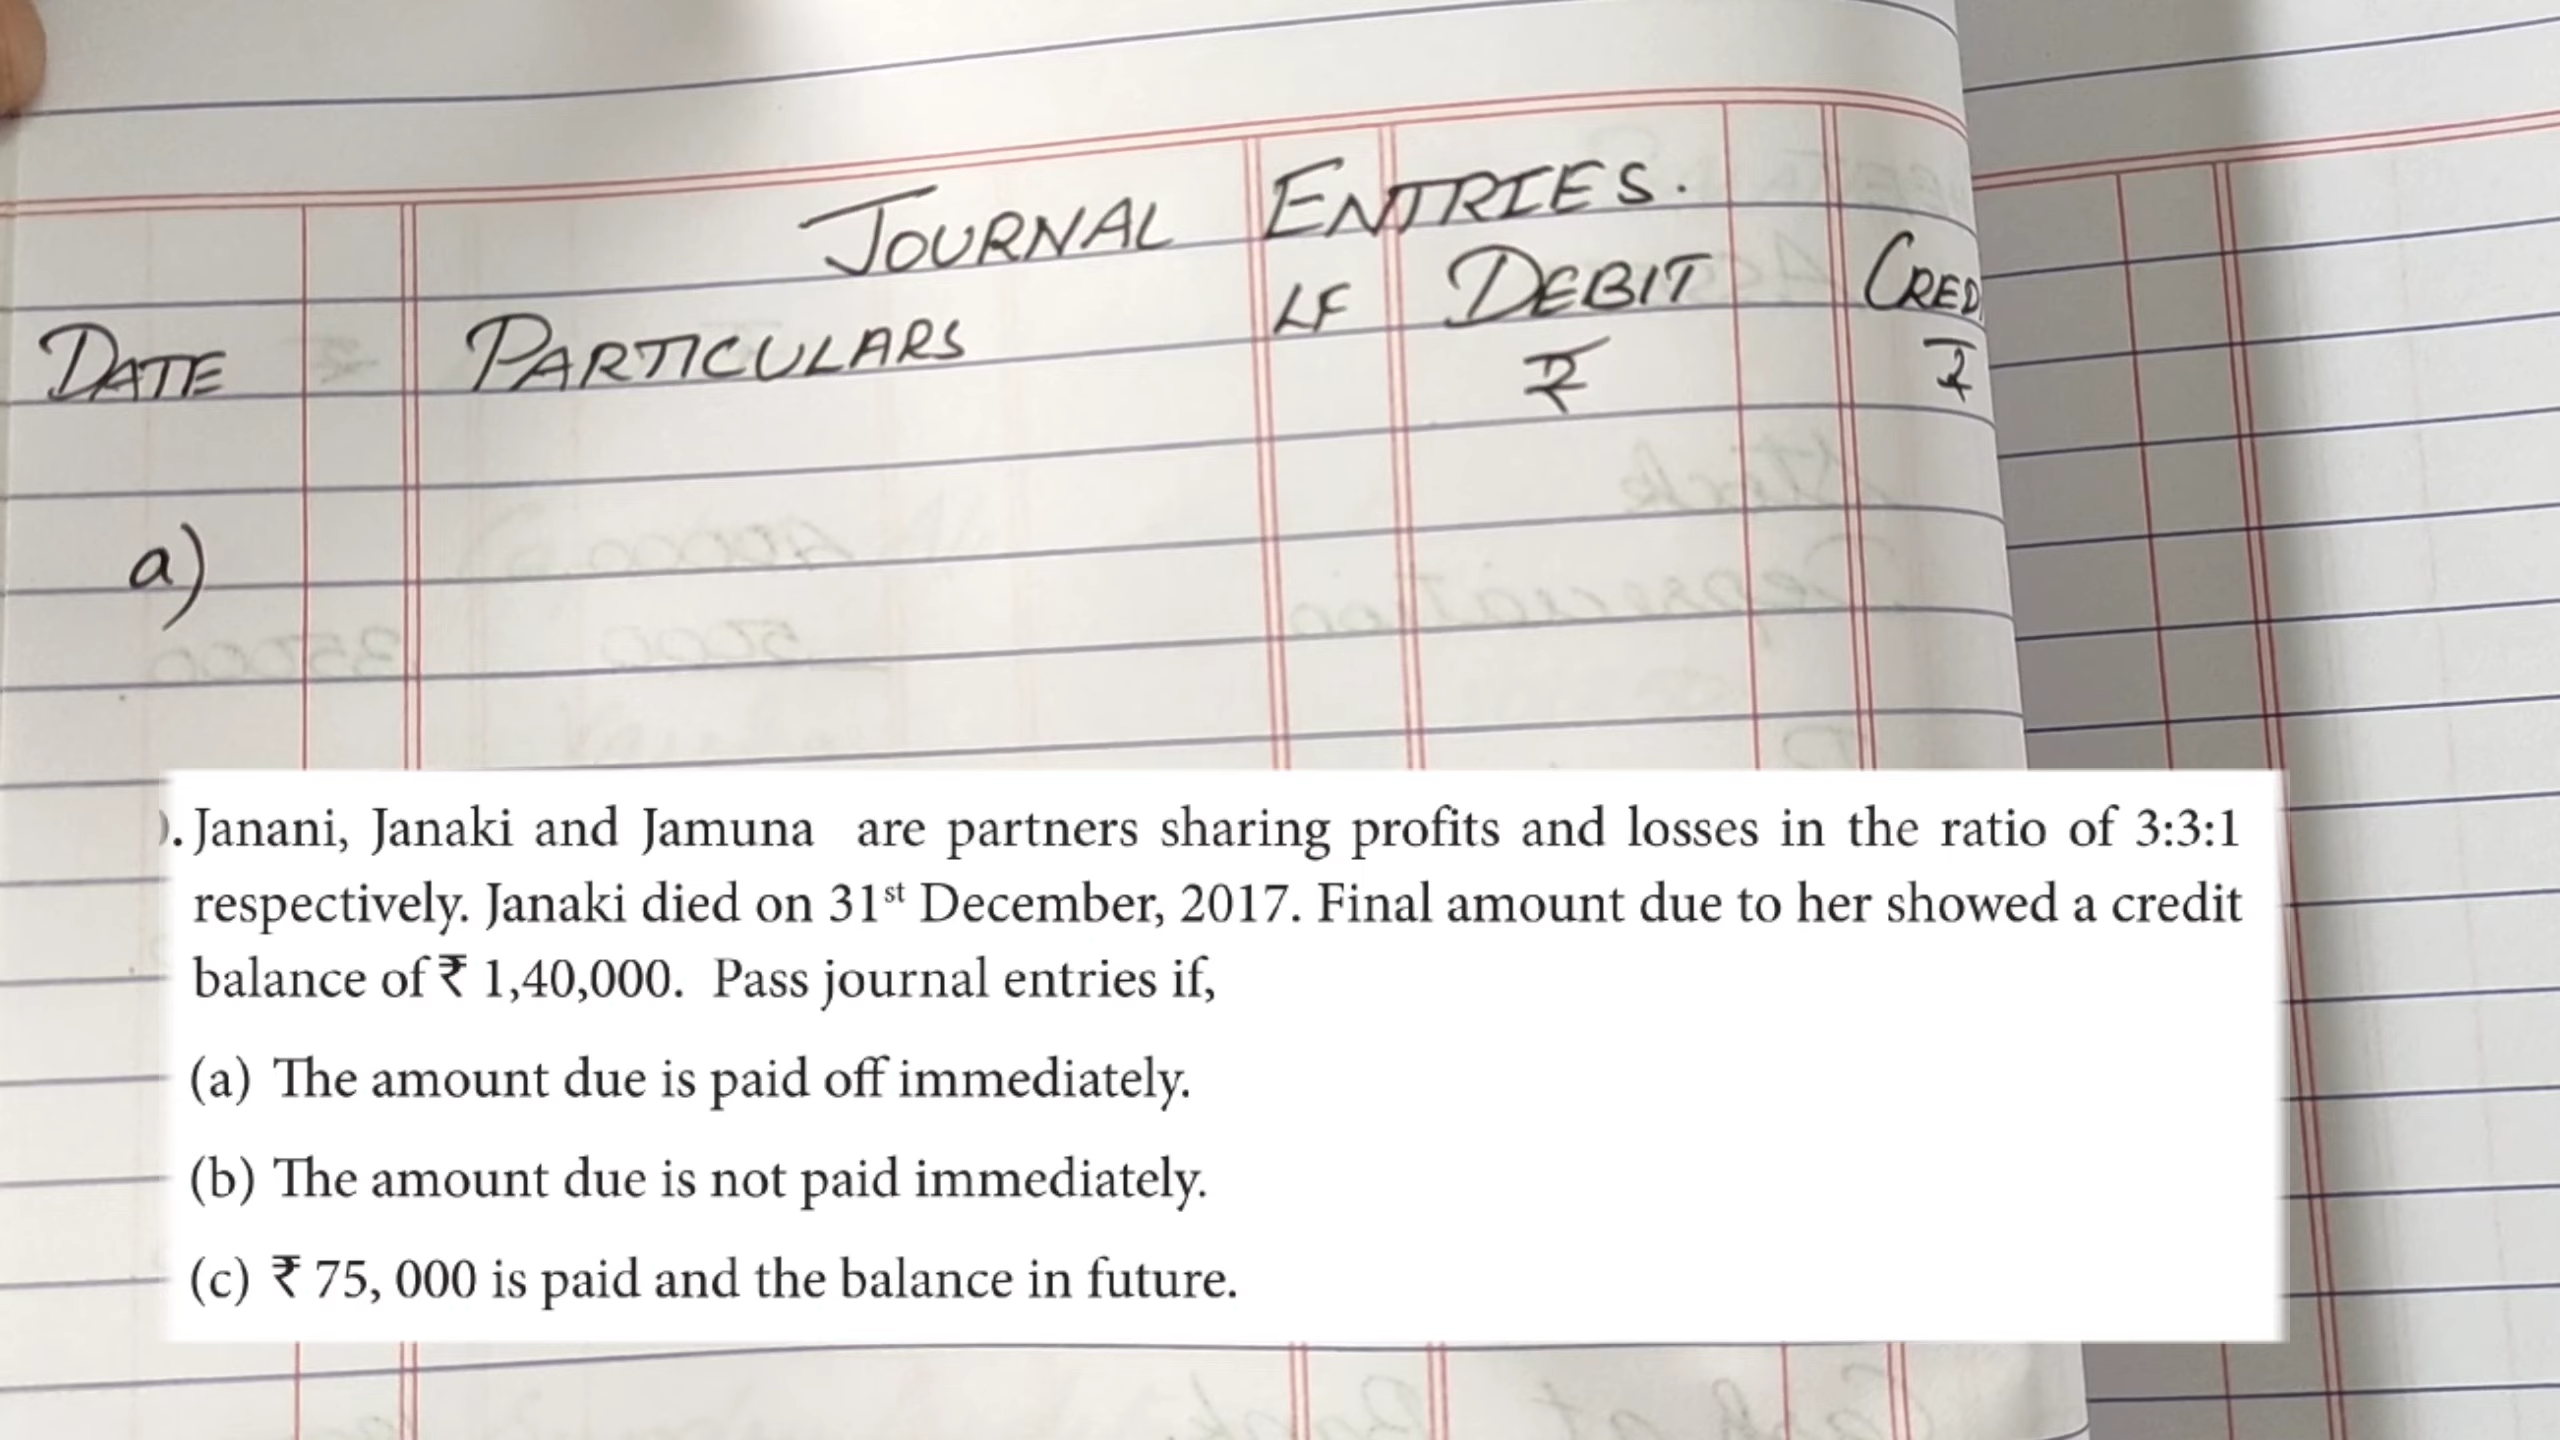 JOURNAL ENTRIES.
DATE PARTICULARS LF DEBIT CRED
₹ ₹
a)
). Janani, Janaki and Jamuna are partners sharing profits and losses in the ratio of 3:3:1
respectively. Janaki died on 31st December, 2017. Final amount due to her showed a credit
balance of ₹ 1,40,000. Pass journal entries if,
(a) The amount due is paid off immediately.
(b) The amount due is not paid immediately.
(c) ₹ 75, 000 is paid and the balance in future.